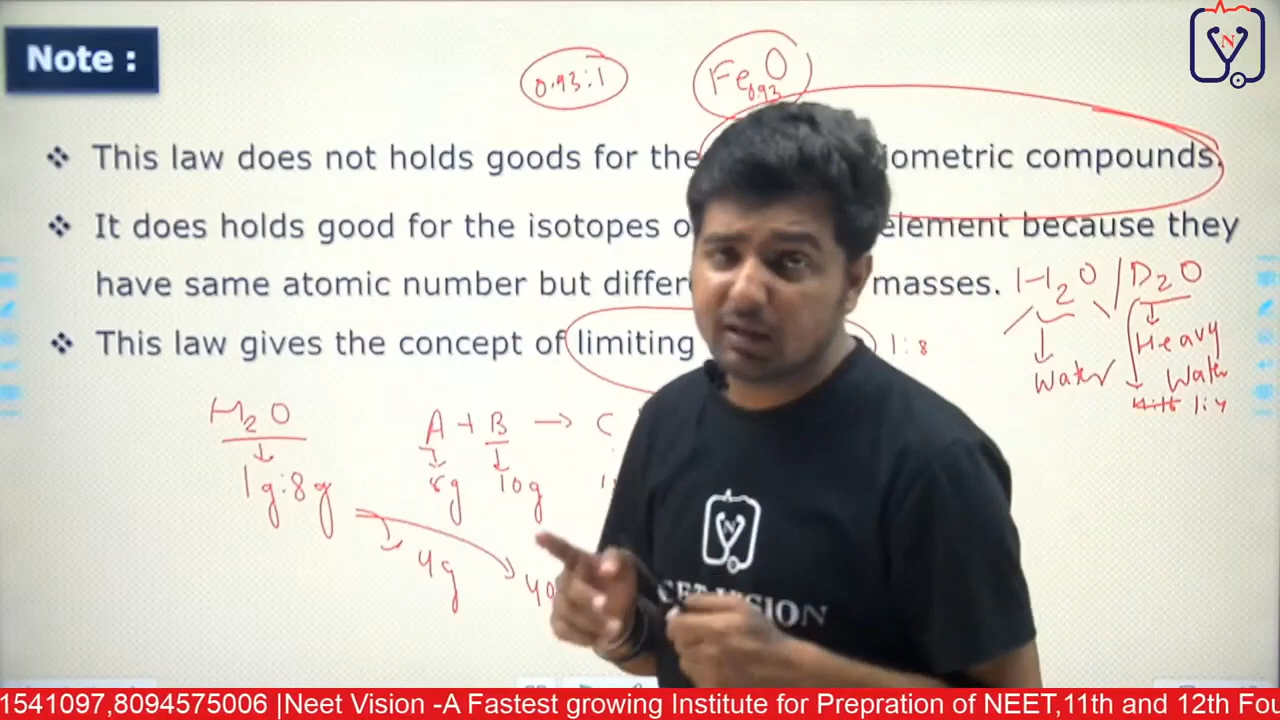 Note :
0.93:1
Fe0.93O
N
❖ This law does not holds goods for the iometric compounds.
❖ It does holds good for the isotopes o element because they
have same atomic number but differ masses.
H2O / D2O
❖ This law gives the concept of limiting
1:8
Water
Heavy
Water
1:4
H2O
A + B → C
1g:8g
8g 10g
4g
40
N
VISION
1541097,8094575006 |Neet Vision -A Fastest growing Institute for Prepration of NEET,11th and 12th Fou